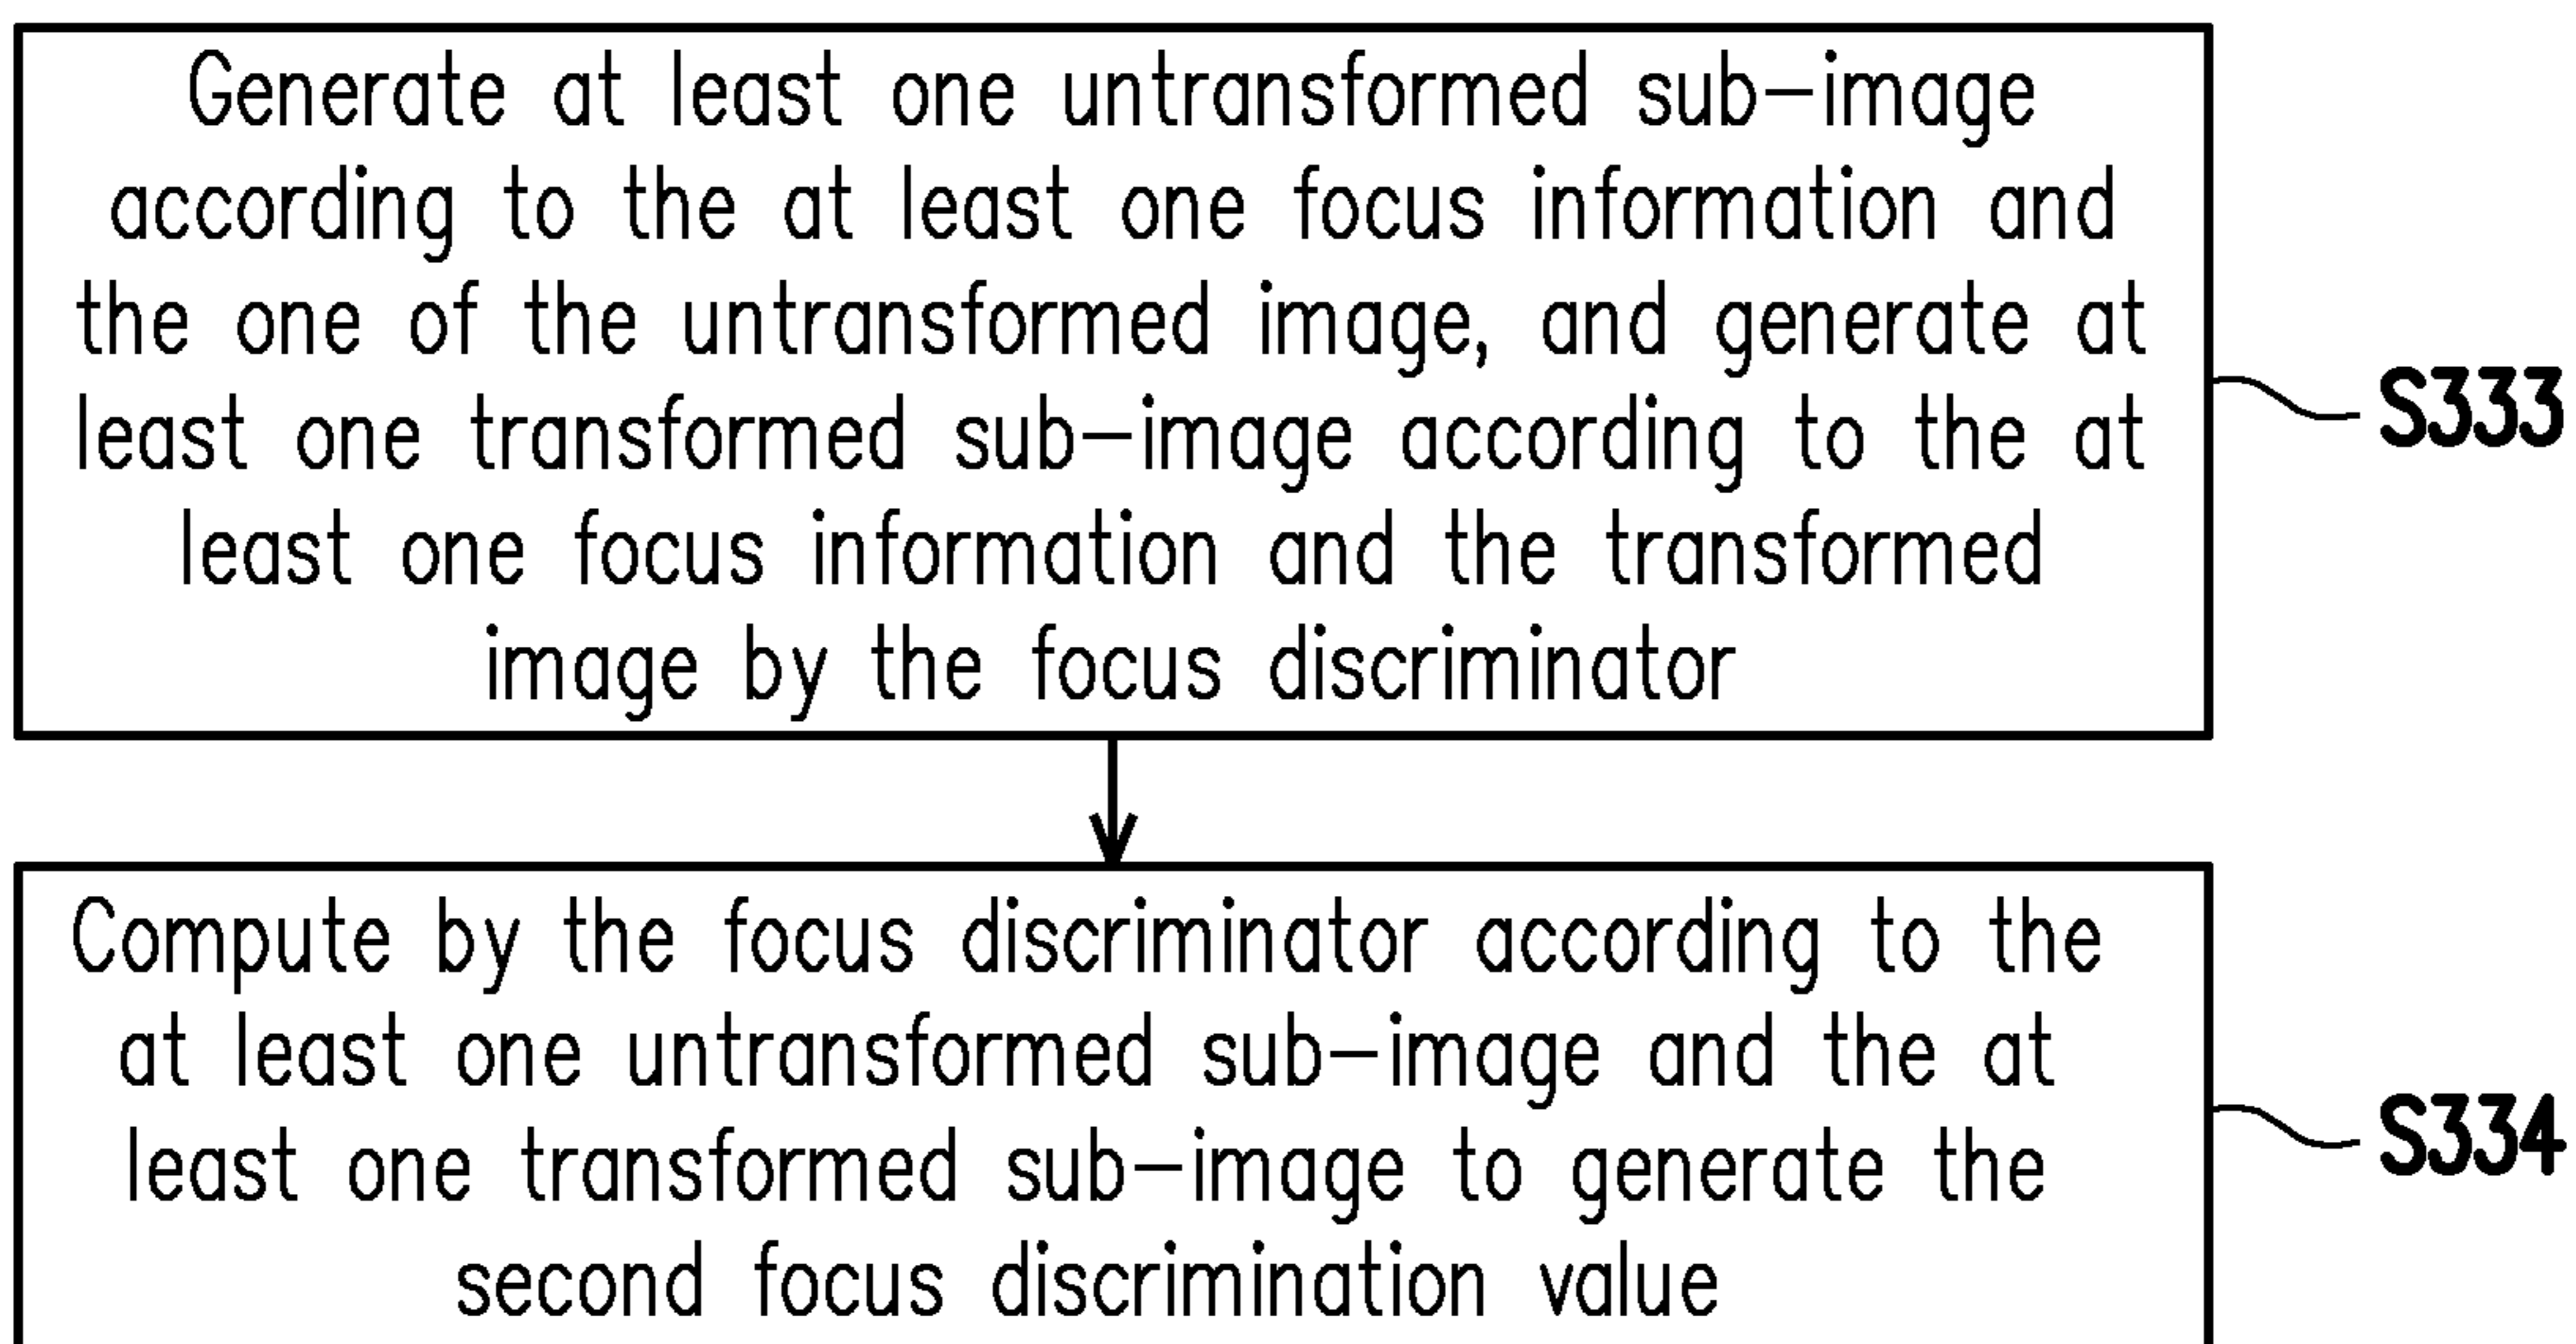 Generate at least one untransformed sub-image
according to the at least one focus information and
the one of the untransformed image, and generate at
least one transformed sub-image according to the at
least one focus information and the transformed
image by the focus discriminator
S333
Compute by the focus discriminator according to the
at least one untransformed sub-image and the at
least one transformed sub-image to generate the
second focus discrimination value
S334